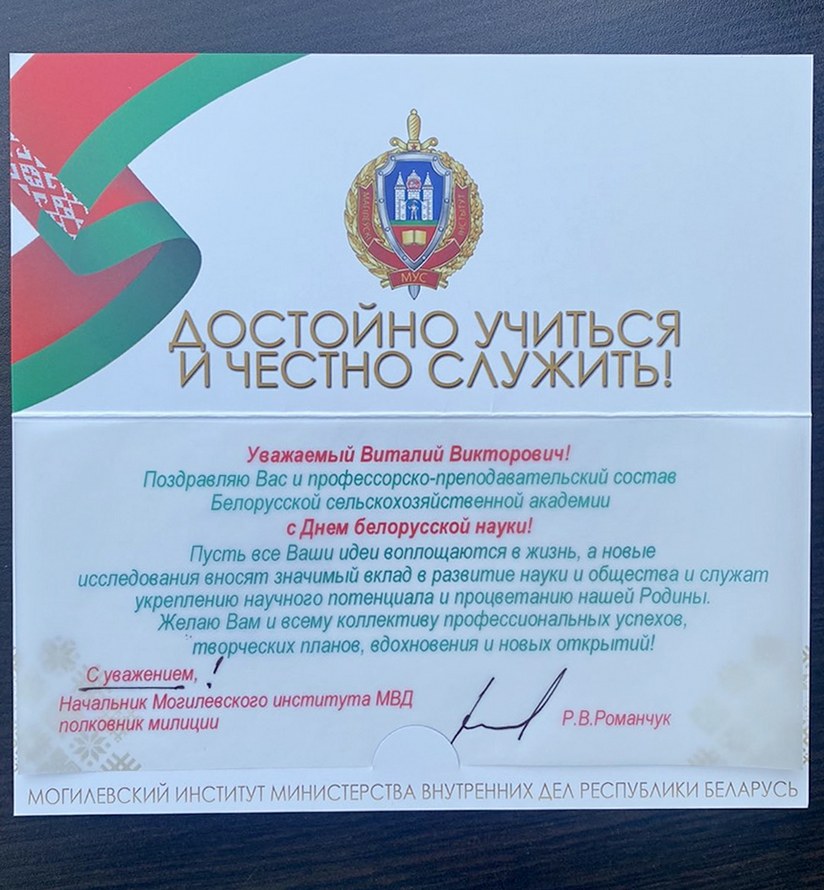 МУС
ДОСТОЙНО УЧИТЬСЯ
И ЧЕСТНО СЛУЖИТЬ!
Уважаемый Виталий Викторович!
Поздравляю Вас и профессорско-преподавательский состав
Белорусской сельскохозяйственной академии
с Днем белорусской науки!
Пусть все Ваши идеи воплощаются в жизнь, а новые
исследования вносят значимый вклад в развитие науки и общества и служат
укреплению научного потенциала и процветанию нашей Родины.
Желаю Вам и всему коллективу профессиональных успехов,
творческих планов, вдохновения и новых открытий!
С уважением, !
Начальник Могилевского института МВД
полковник милиции
Р.В.Романчук
МОГИЛЕВСКИЙ ИНСТИТУТ МИНИСТЕРСТВА ВНУТРЕННИХ ДЕЛ РЕСПУБЛИКИ БЕЛАРУСЬ